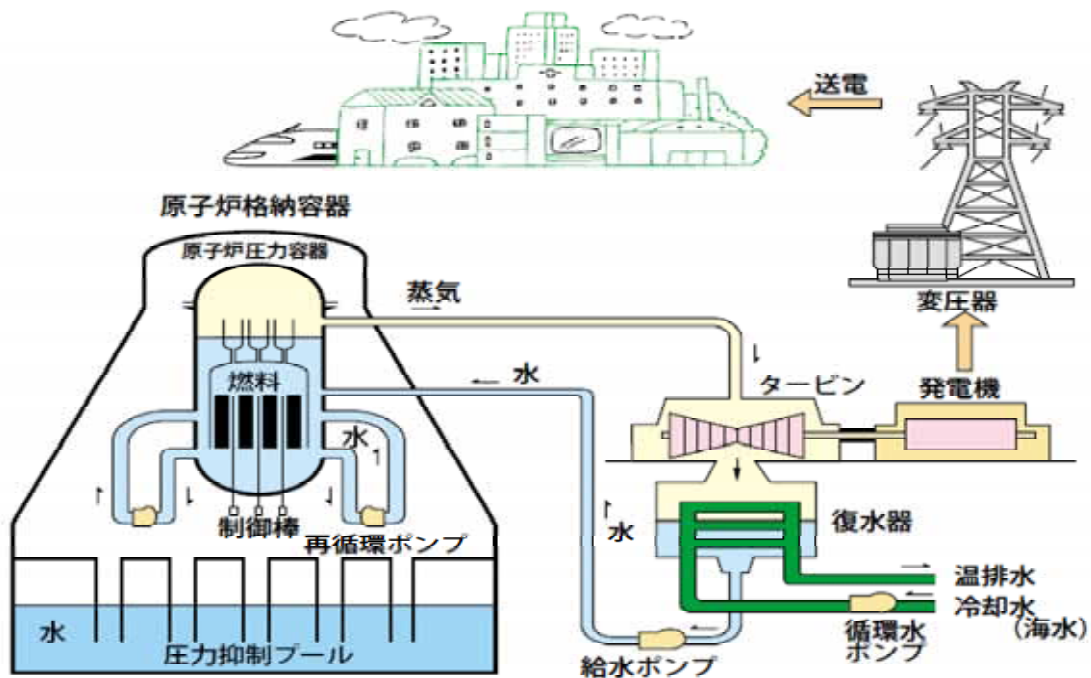 送電
原子炉格納容器
原子炉圧力容器
蒸気
変圧器
水
燃料
タービン
発電機
水
制御棒
再循環ポンプ
水
復水器
温排水
冷却水
(海水)
循環水
ポンプ
水
圧力抑制プール
給水ポンプ